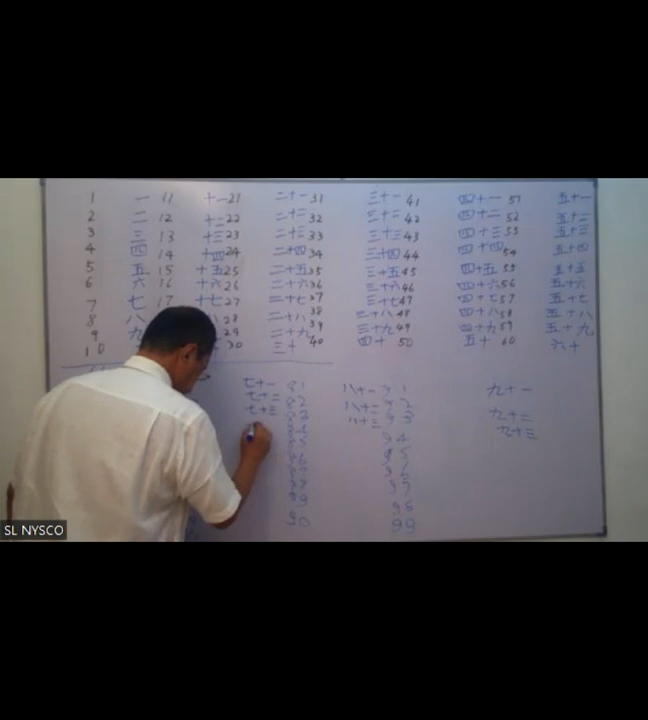 1 一 11 十一 21 二十一 31 三十一 41 四十一 51 五十一
2 二 12 十二 22 二十二 32 三十二 42 四十二 52 五十二
3 三 13 十三 23 二十三 33 三十三 43 四十三 53 五十三
4 四 14 十四 24 二十四 34 三十四 44 四十四 54 五十四
5 五 15 十五 25 二十五 35 三十五 45 四十五 55 五十五
6 六 16 十六 26 二十六 36 三十六 46 四十六 56 五十六
7 七 17 十七 27 二十七 37 三十七 47 四十七 57 五十七
8 八 28 二十八 38 三十八 48 四十八 58 五十八
9 九 29 二十九 39 三十九 49 四十九 59 五十九
10 30 三十 40 四十 50 五十 60 六十
七十一 81 八十一 91 九十一
七十二 82 八十二 92 九十二
七十三 83 八十三 93 九十三
94
95
96
97
98
90 99
SL NYSCO